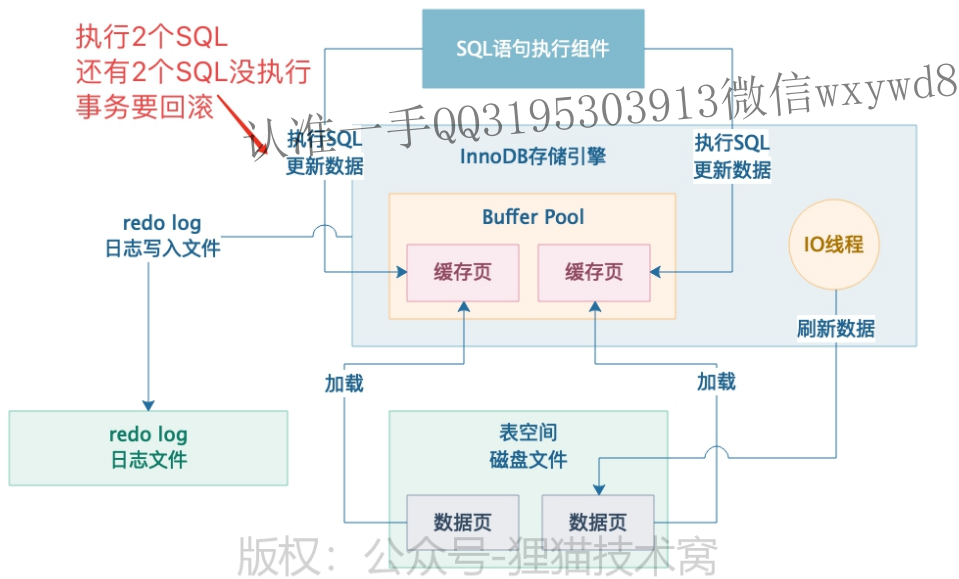 执行2个SQL
还有2个SQL没执行
事务要回滚
SQL语句执行组件
认准一手QQ3195303913微信wxywd8
执行SQL
更新数据
InnoDB存储引擎
执行SQL
更新数据
Buffer Pool
redo log
日志写入文件
缓存页
缓存页
IO线程
刷新数据
加载
加载
redo log
日志文件
表空间
磁盘文件
数据页
数据页
版权：公众号-狸猫技术窝